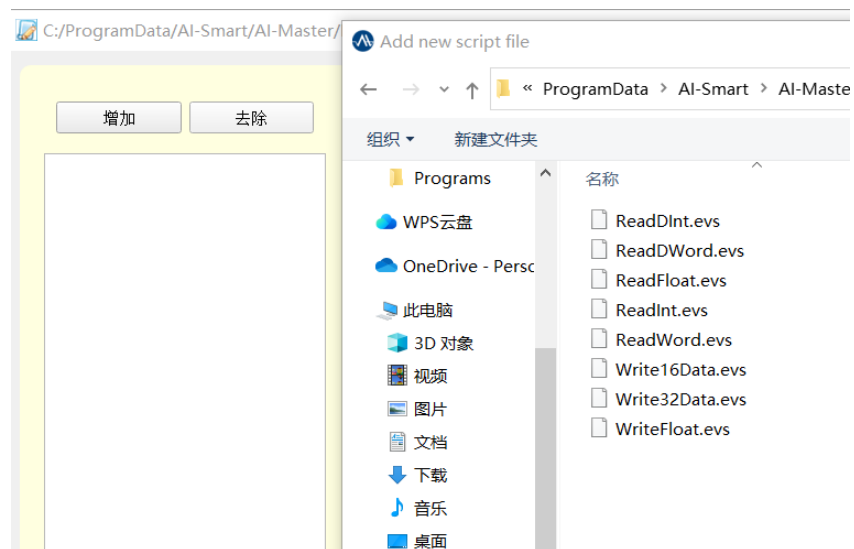 C:/ProgramData/AI-Smart/AI-Master/
增加
去除
Add new script file
« ProgramData > AI-Smart > AI-Maste
组织
新建文件夹
Programs
WPS云盘
OneDrive - Persc
此电脑
3D 对象
视频
图片
文档
下载
音乐
桌面
名称
ReadDInt.evs
ReadDWord.evs
ReadFloat.evs
ReadInt.evs
ReadWord.evs
Write16Data.evs
Write32Data.evs
WriteFloat.evs